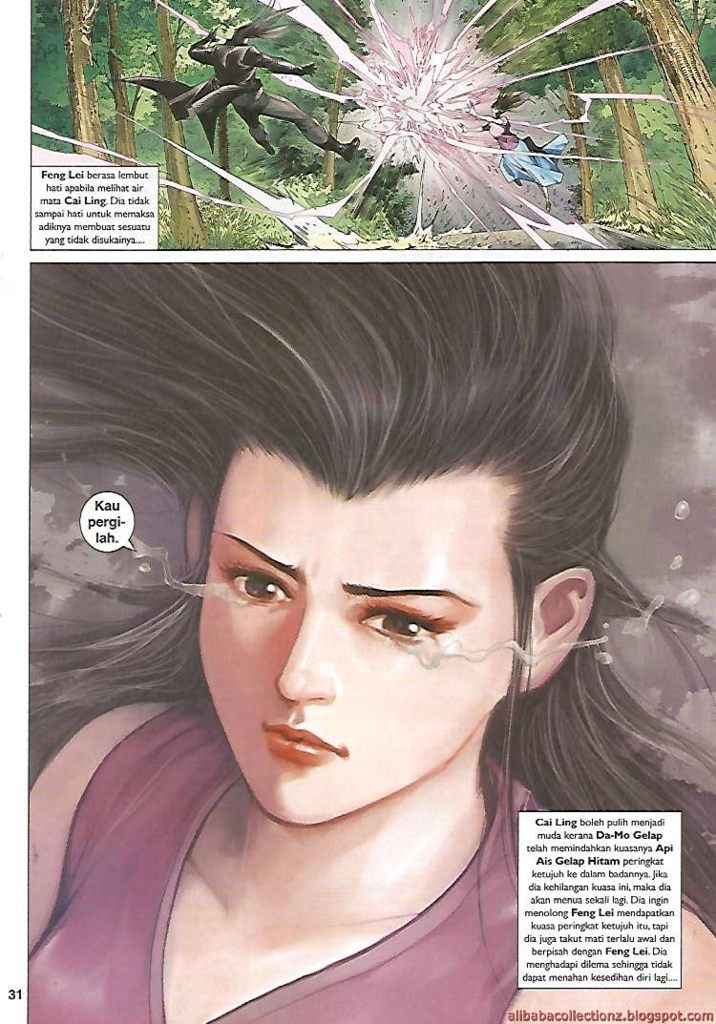 Feng Lei berasa lembut
hati apabila melihat air
mata Cai Ling. Dia tidak
sampai hati untuk memaksa
adiknya membuat sesuatu
yang tidak disukainya....
Kau
pergi-
lah.
Cai Ling boleh pulih menjadi
muda kerana Da-Mo Gelap
telah memindahkan kuasanya Api
Ais Gelap Hitam peringkat
ketujuh ke dalam badannya. Jika
dia kehilangan kuasa ini, maka dia
akan menua sekali lagi. Dia ingin
menolong Feng Lei mendapatkan
kuasa peringkat ketujuh itu, tapi
dia juga takut mati terlalu awal dan
berpisah dengan Feng Lei. Dia
menghadapi dilema sehingga tidak
dapat menahan kesedihan diri lagi....
31
alibabacollectionz.blogspot.com